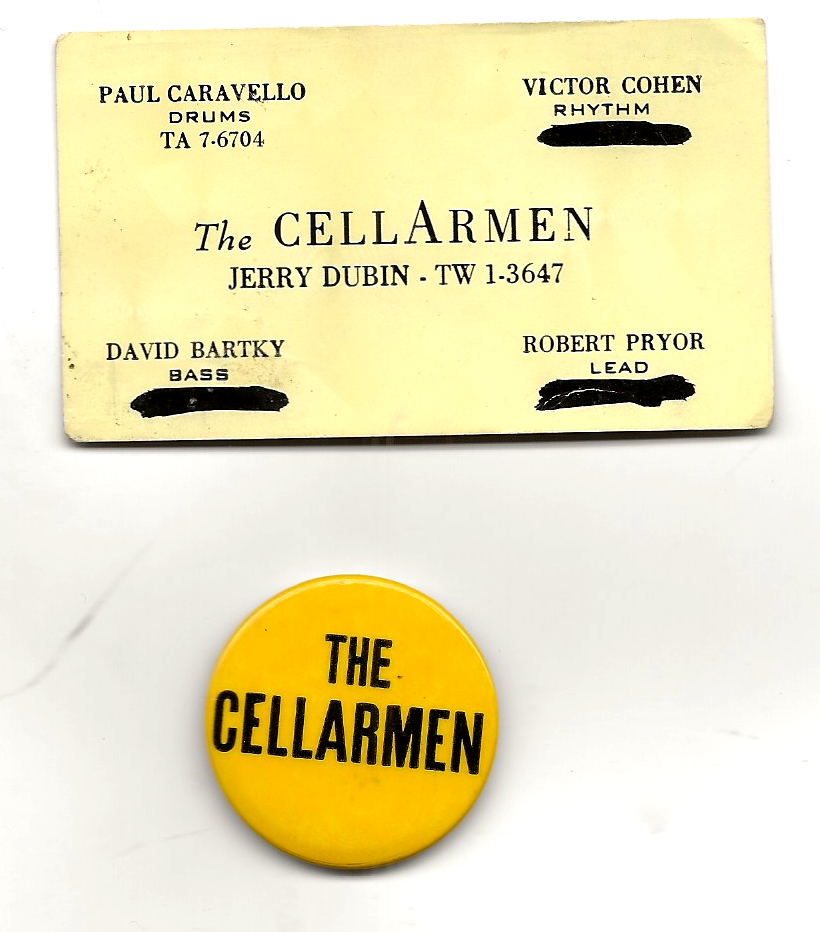 PAUL CARAVELLO
DRUMS
TA 7-6704
VICTOR COHEN
RHYTHM
The CELLARMEN
JERRY DUBIN - TW 1-3647
DAVID BARTKY
BASS
ROBERT PRYOR
LEAD
THE
CELLARMEN